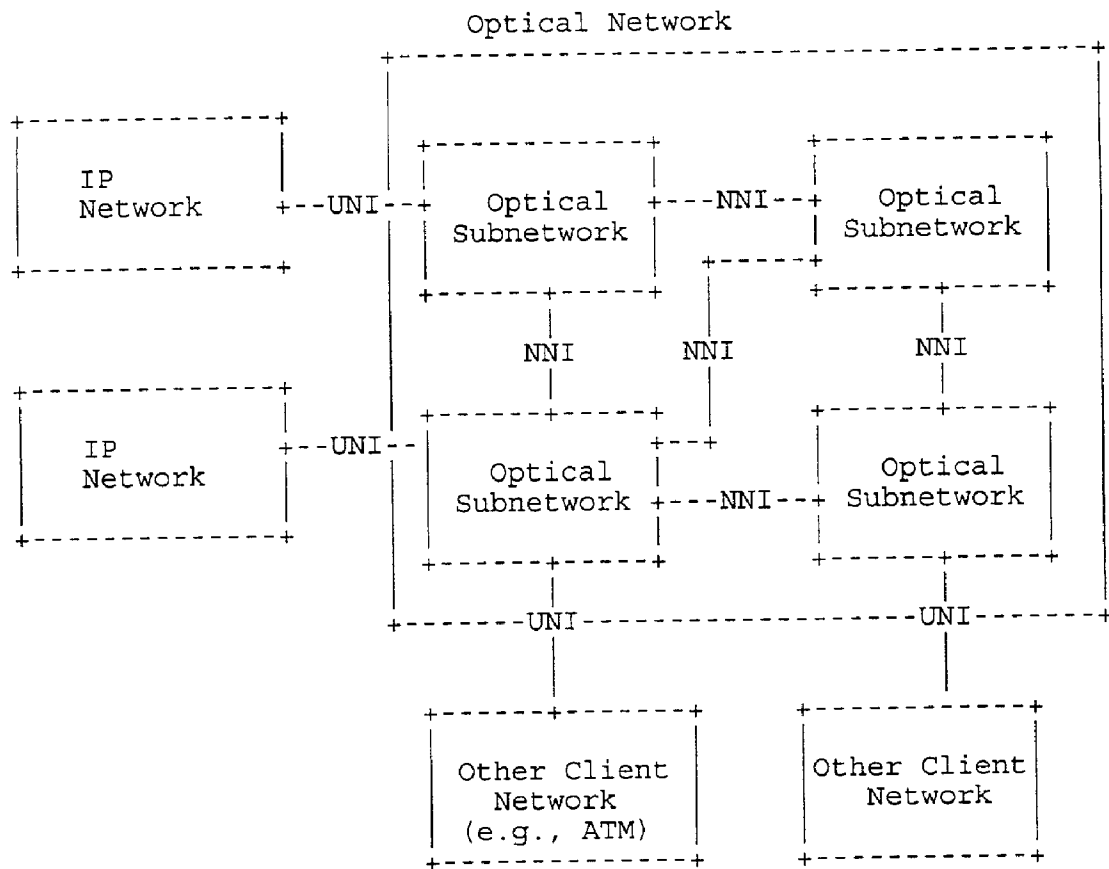 Optical Network
IP
Network
UNI
Optical
Subnetwork
NNI
Optical
Subnetwork
NNI
NNI
NNI
IP
Network
UNI
Optical
Subnetwork
NNI
Optical
Subnetwork
UNI
UNI
Other Client
Network
(e.g., ATM)
Other Client
Network